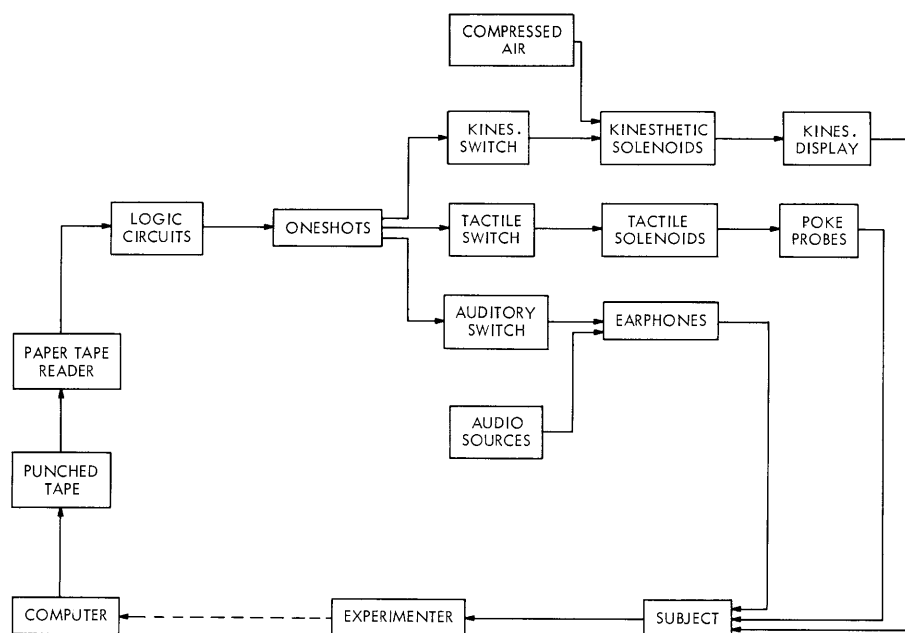 COMPRESSED
AIR
KINES.
SWITCH
KINESTHETIC
SOLENOIDS
KINES.
DISPLAY
LOGIC
CIRCUITS
ONESHOTS
TACTILE
SWITCH
TACTILE
SOLENOIDS
POKE
PROBES
AUDITORY
SWITCH
EARPHONES
PAPER TAPE
READER
AUDIO
SOURCES
PUNCHED
TAPE
COMPUTER
EXPERIMENTER
SUBJECT